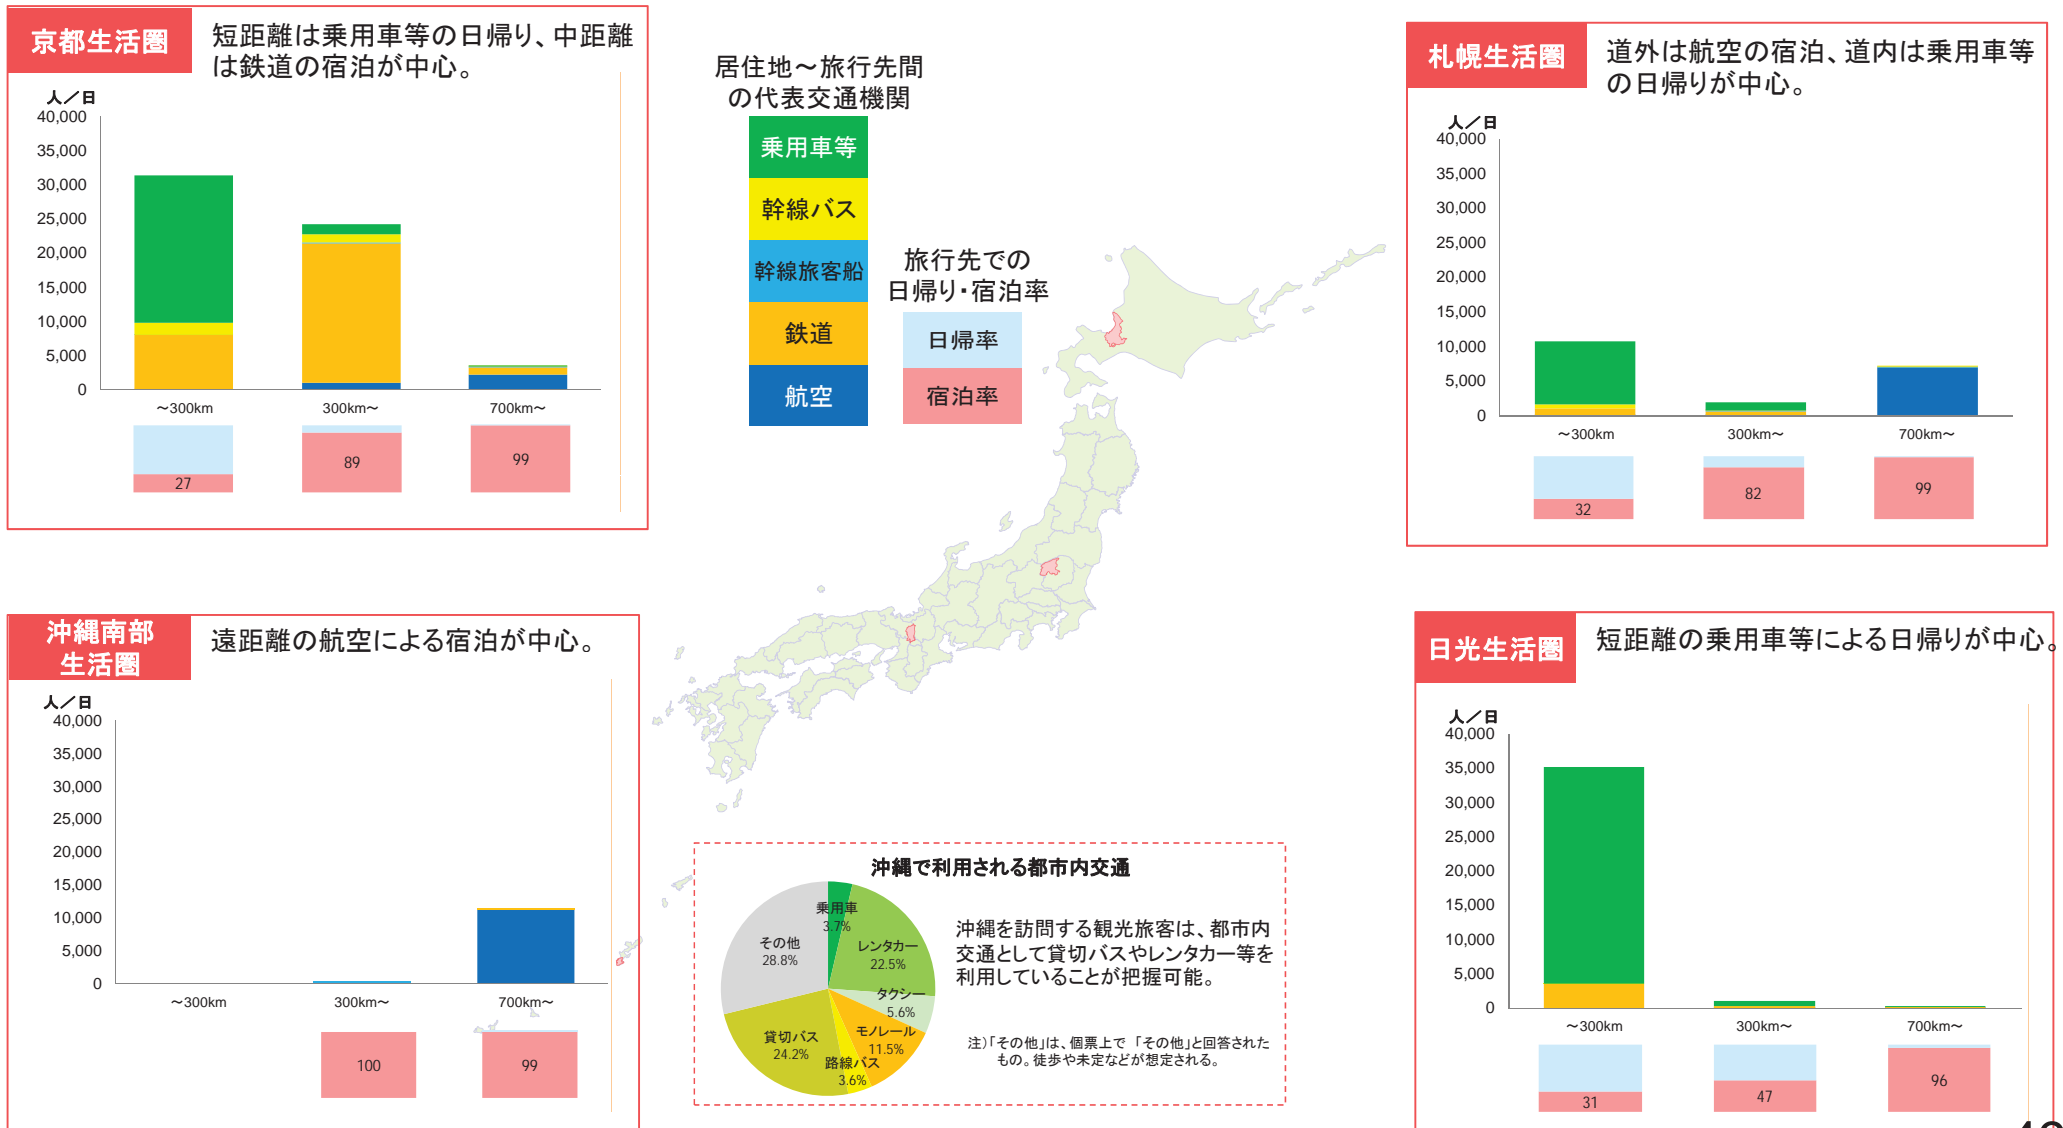 京都生活圏
短距離は乗用車等の日帰り、中距離
は鉄道の宿泊が中心。
人／日
40,000
35,000
30,000
25,000
20,000
15,000
10,000
5,000
0
～300km
300km～
700km～
27
89
99
居住地～旅行先間
の代表交通機関
乗用車等
幹線バス
幹線旅客船
鉄道
航空
旅行先での
日帰り・宿泊率
日帰率
宿泊率
札幌生活圏
道外は航空の宿泊、道内は乗用車等
の日帰りが中心。
人／日
40,000
35,000
30,000
25,000
20,000
15,000
10,000
5,000
0
～300km
300km～
700km～
32
82
99
沖縄南部
生活圏
遠距離の航空による宿泊が中心。
人／日
40,000
35,000
30,000
25,000
20,000
15,000
10,000
5,000
0
～300km
300km～
700km～
100
99
沖縄で利用される都市内交通
乗用車
3.7%
レンタカー
22.5%
タクシー
5.6%
モノレール
11.5%
路線バス
3.6%
貸切バス
24.2%
その他
28.8%
沖縄を訪問する観光旅客は、都市内
交通として貸切バスやレンタカー等を
利用していることが把握可能。
注）「その他」は、個票上で 「その他」と回答された
もの。徒歩や未定などが想定される。
日光生活圏
短距離の乗用車等による日帰りが中心。
人／日
40,000
35,000
30,000
25,000
20,000
15,000
10,000
5,000
0
～300km
300km～
700km～
31
47
96